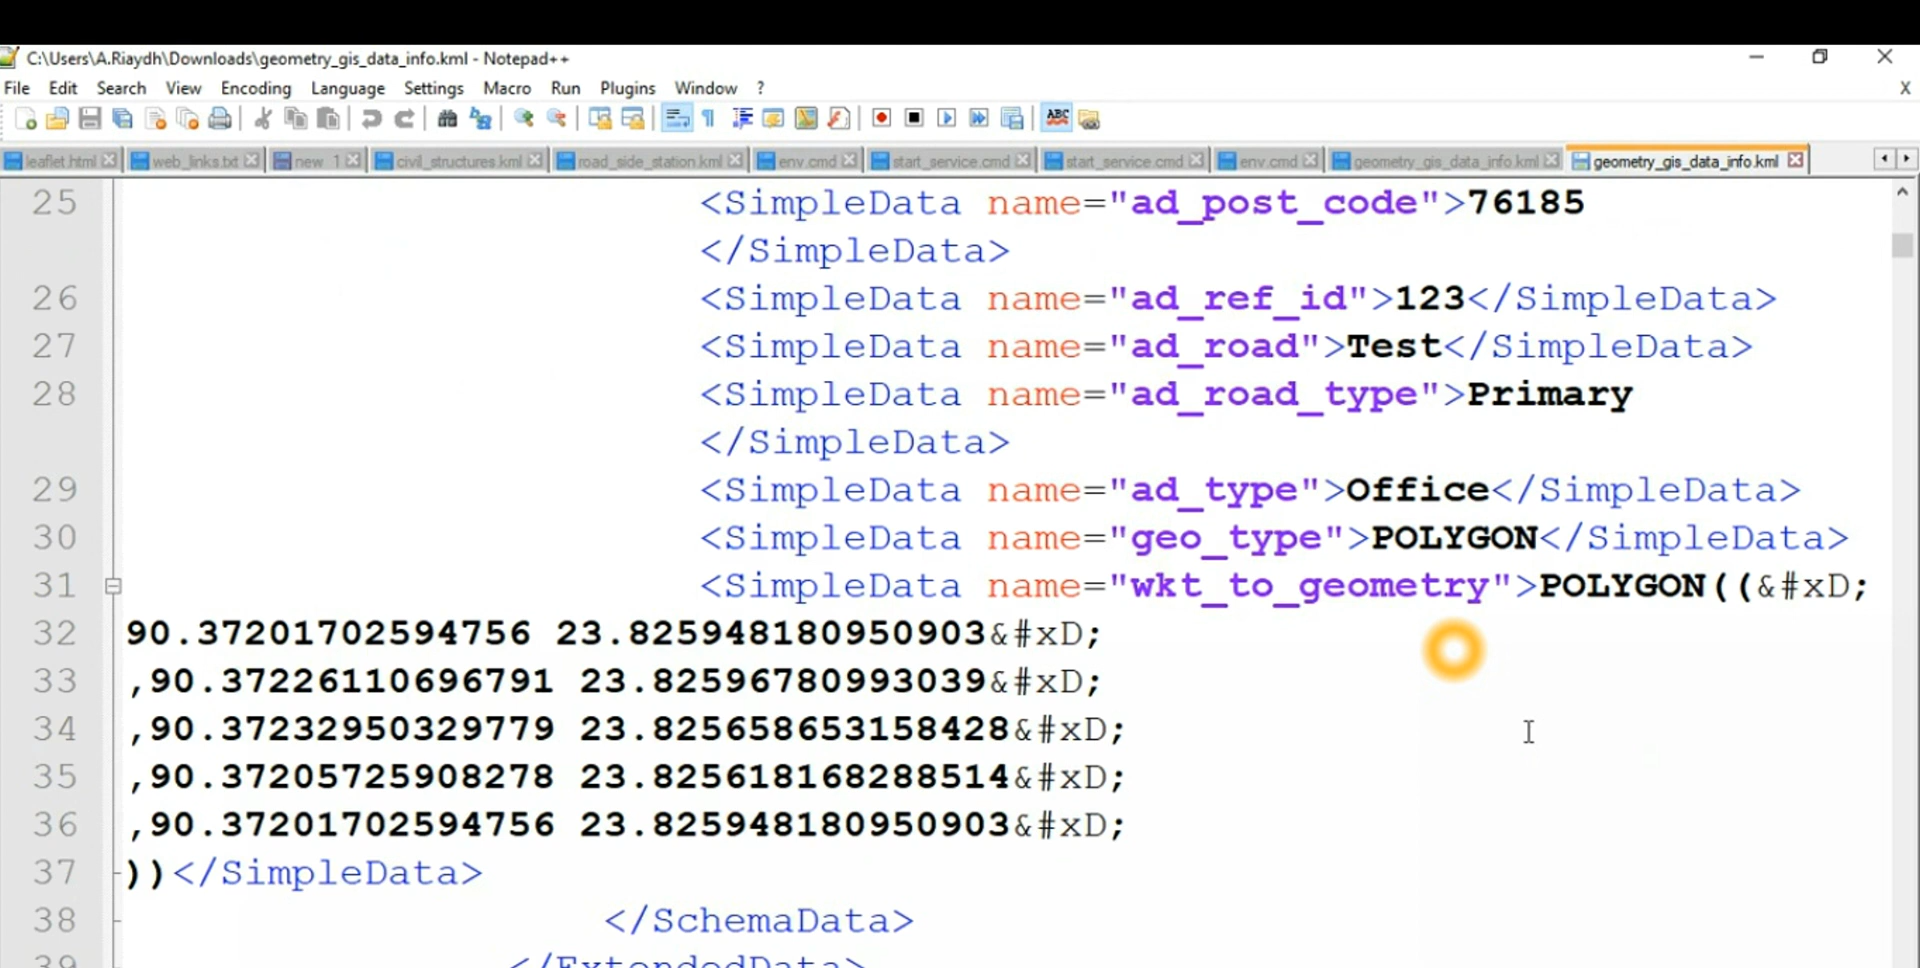 C:\Users\A.Riaydh\Downloads\geometry_gis_data_info.kml - Notepad++
File Edit Search View Encoding Language Settings Macro Run Plugins Window ? X
ABC
leaflet.html web_links.txt new 1 civil_structures.kml road_side_station.kml env.cmd start_service.cmd start_service.cmd env.cmd geometry_gis_data_info.kml geometry_gis_data_info.kml
25 <SimpleData name="ad_post_code">76185
</SimpleData>
26 <SimpleData name="ad_ref_id">123</SimpleData>
27 <SimpleData name="ad_road">Test</SimpleData>
28 <SimpleData name="ad_road_type">Primary
</SimpleData>
29 <SimpleData name="ad_type">Office</SimpleData>
30 <SimpleData name="geo_type">POLYGON</SimpleData>
31 <SimpleData name="wkt_to_geometry">POLYGON((&#xD;
32 90.37201702594756 23.825948180950903&#xD;
33 ,90.37226110696791 23.82596780993039&#xD;
34 ,90.37232950329779 23.825658653158428&#xD;
35 ,90.37205725908278 23.825618168288514&#xD;
36 ,90.37201702594756 23.825948180950903&#xD;
37 ))</SimpleData>
38 </SchemaData>
39 </ExtendedData>